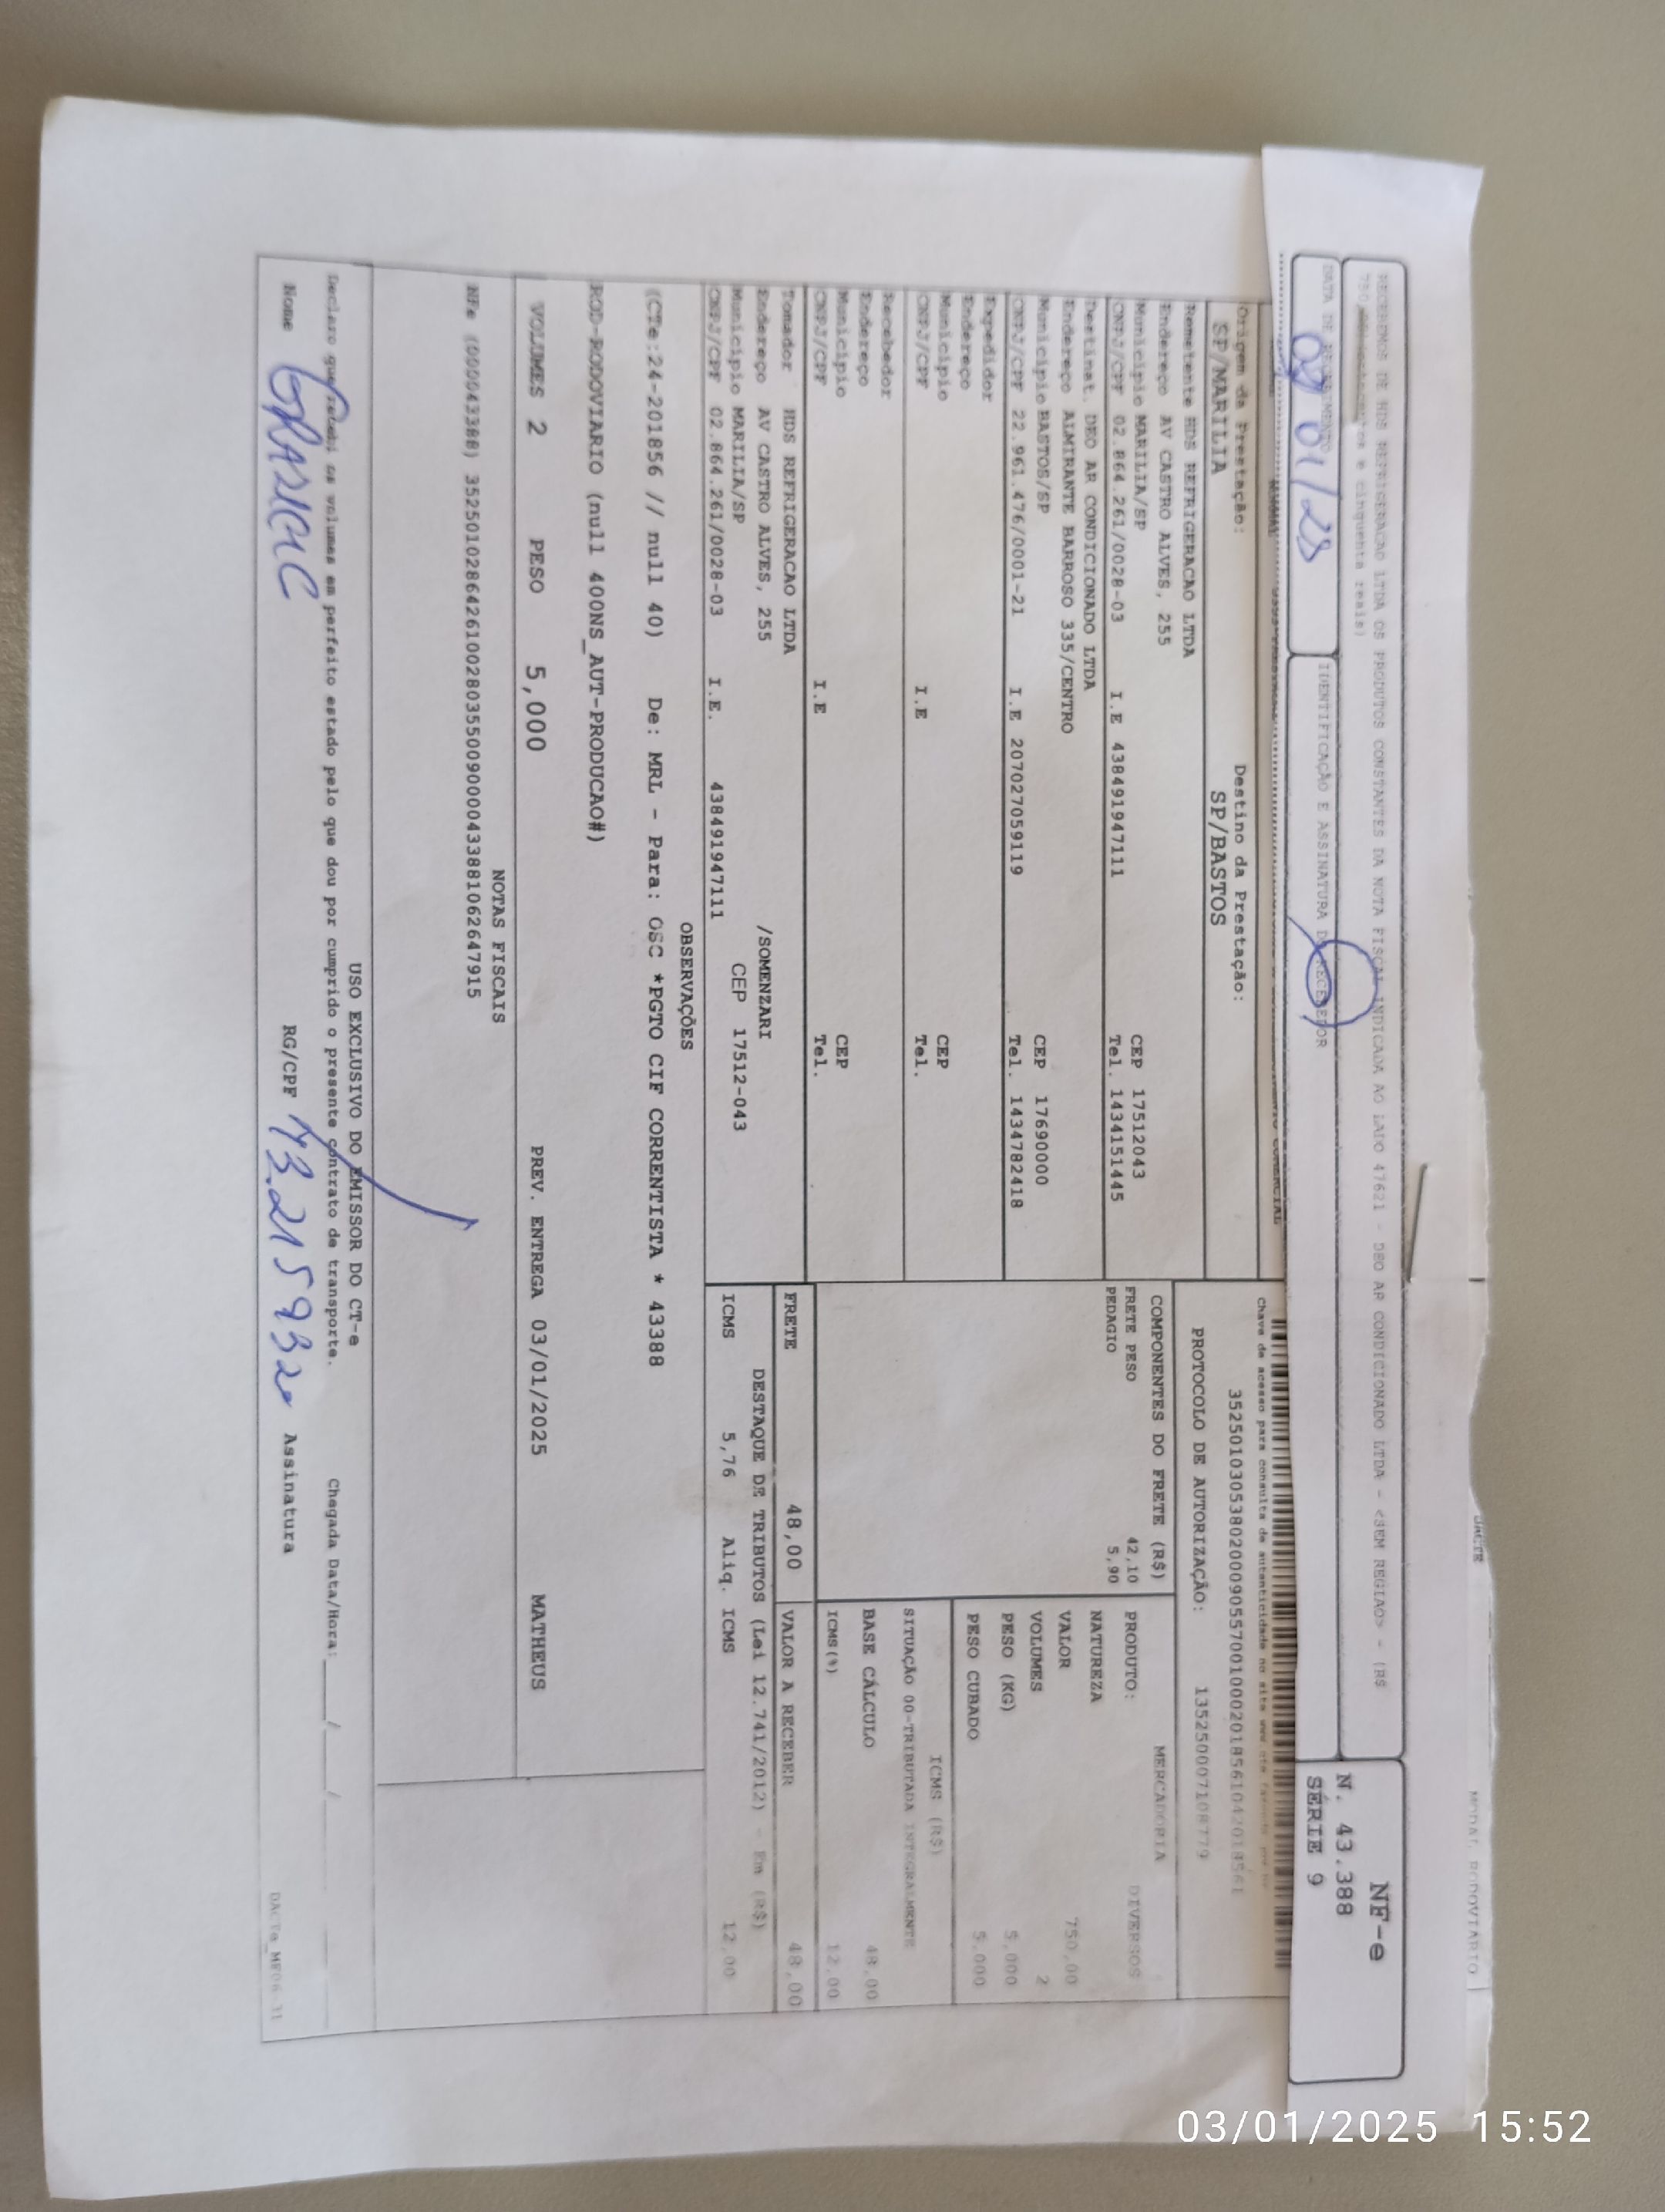 DACTE
MODAL RODOVIARIO
RECEBEMOS DE HDS REFRIGERACAO LTDA OS PRODUTOS CONSTANTES DA NOTA FISCAL INDICADA AO LADO 47621 - DEO AR CONDICIONADO LTDA - <SEM REGIAO> - (R$
750, e cinquenta reais)
NF-e
N. 43.388
SÉRIE 9
DATA DE RECEBIMENTO
IDENTIFICAÇÃO E ASSINATURA DO RECEBEDOR
Chave de acesso para consulta de autenticidade no site
Origem da Prestação: Destino da Prestação:
SP/MARILIA SP/BASTOS
PROTOCOLO DE AUTORIZAÇÃO:
Remetente HDS REFRIGERACAO LTDA
Endereço AV CASTRO ALVES, 255
Município MARILIA/SP CEP 17512043
CNPJ/CPF 02.864.261/0028-03 I.E 438491947111 Tel. 1434151445
Destinat. DEO AR CONDICIONADO LTDA
Endereço ALMIRANTE BARROSO 335/CENTRO
Município BASTOS/SP CEP 17690000
CNPJ/CPF 22.961.476/0001-21 I.E 207027059119 Tel. 1434782418
Expedidor
Endereço
Município CEP
CNPJ/CPF I.E Tel.
Recebedor
Endereço
Município CEP
CNPJ/CPF I.E Tel.
Tomador HDS REFRIGERACAO LTDA
Endereço AV CASTRO ALVES, 255 /SOMENZARI
Município MARILIA/SP CEP 17512-043
CNPJ/CPF 02.864.261/0028-03 I.E. 438491947111
COMPONENTES DO FRETE (R$)
FRETE PESO 42,10
PEDAGIO 5,90
MERCADORIA
PRODUTO: DIVERSOS
NATUREZA
VALOR 750,00
VOLUMES 2
PESO (KG) 5,000
PESO CUBADO 5,000
ICMS (R$)
SITUAÇÃO 00-TRIBUTADA INTEGRALMENTE
BASE CÁLCULO 48,00
ICMS(%) 12,00
FRETE 48,00 VALOR A RECEBER 48,00
DESTAQUE DE TRIBUTOS (Lei 12.741/2012) - Em (R$)
ICMS 5,76 Aliq. ICMS 12,00
OBSERVAÇÕES
(CTe:24-201856 // null 40) De: MRL - Para: OSC *PGTO CIF CORRENTISTA * 43388
ROD-RODOVIARIO (null 400NS_AUT-PRODUCAO#)
VOLUMES 2 PESO 5,000 PREV. ENTREGA 03/01/2025 MATHEUS
NOTAS FISCAIS
NFe (000043388) 35250102864261002803550090000433881062647915
USO EXCLUSIVO DO EMISSOR DO CT-e
Declaro que recebi os volumes em perfeito estado pelo que dou por cumprido o presente contrato de transporte. Chegada Data/Hora: ____/____/
Nome RG/CPF Assinatura
03/01/2025 15:52